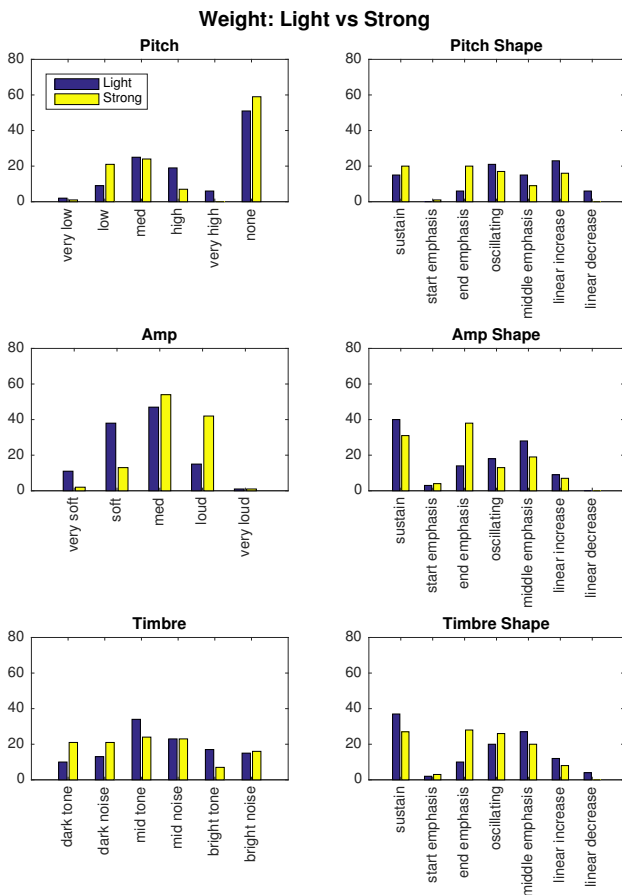 Weight: Light vs Strong
Pitch
80
60
40
20
0
Light
Strong
very low
low
med
high
very high
none
Pitch Shape
80
60
40
20
0
sustain
start emphasis
end emphasis
oscillating
middle emphasis
linear increase
linear decrease
Amp
80
60
40
20
0
very soft
soft
med
loud
very loud
Amp Shape
80
60
40
20
0
sustain
start emphasis
end emphasis
oscillating
middle emphasis
linear increase
linear decrease
Timbre
80
60
40
20
0
dark tone
dark noise
mid tone
mid noise
bright tone
bright noise
Timbre Shape
80
60
40
20
0
sustain
start emphasis
end emphasis
oscillating
middle emphasis
linear increase
linear decrease